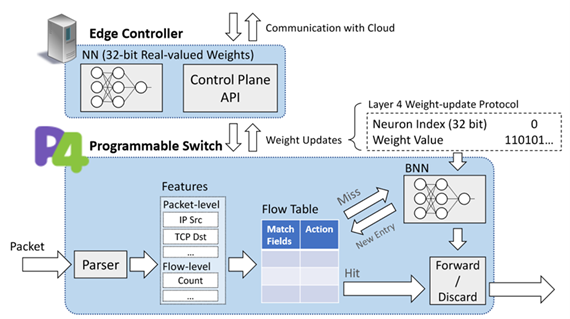 Edge Controller
Communication with Cloud
NN (32-bit Real-valued Weights)
Control Plane
API
Layer 4 Weight-update Protocol
Neuron Index (32 bit) 0
Weight Value 110101...
Weight Updates
P4
Programmable Switch
BNN
Features
Packet-level
IP Src
TCP Dst
...
Flow-level
Count
...
Flow Table
Match
Fields
Action
Miss
New Entry
Hit
Packet
Parser
Forward
/
Discard